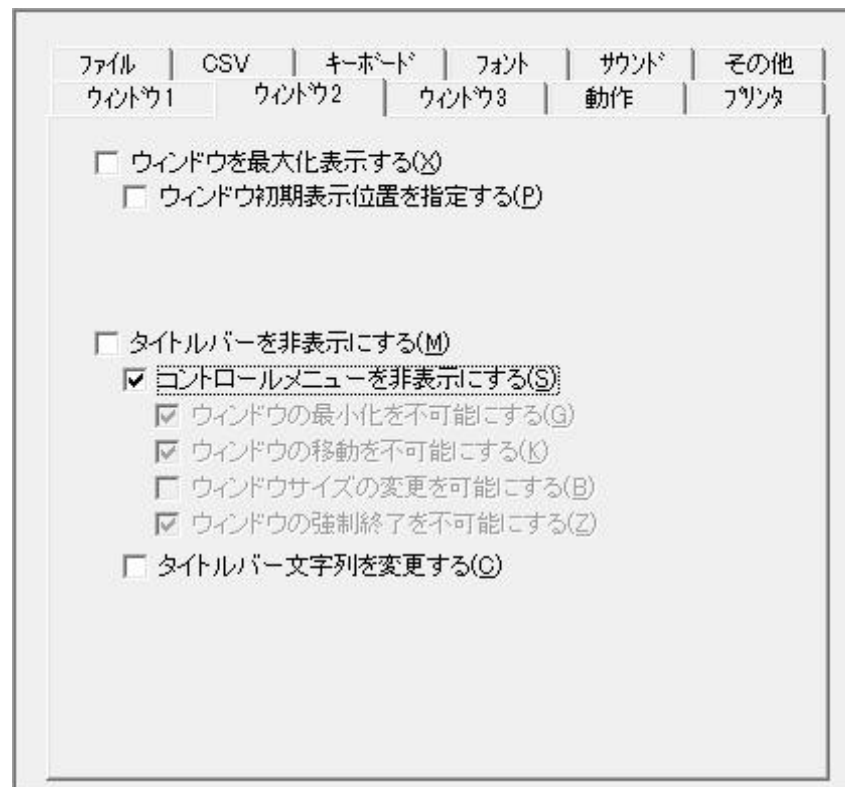 ﾌｧｲﾙ CSV ｷｰﾎﾞｰﾄﾞ ﾌｫﾝﾄ ｻｳﾝﾄﾞ その他
ｳｨﾝﾄﾞｳ1 ｳｨﾝﾄﾞｳ2 ｳｨﾝﾄﾞｳ3 動作 ﾌﾟﾘﾝﾀ
ウィンドウを最大化表示する(X)
ウィンドウ初期表示位置を指定する(P)
タイトルバーを非表示にする(M)
コントロールメニューを非表示にする(S)
ウィンドウの最小化を不可能にする(G)
ウィンドウの移動を不可能にする(K)
ウィンドウサイズの変更を可能にする(B)
ウィンドウの強制終了を不可能にする(Z)
タイトルバー文字列を変更する(C)